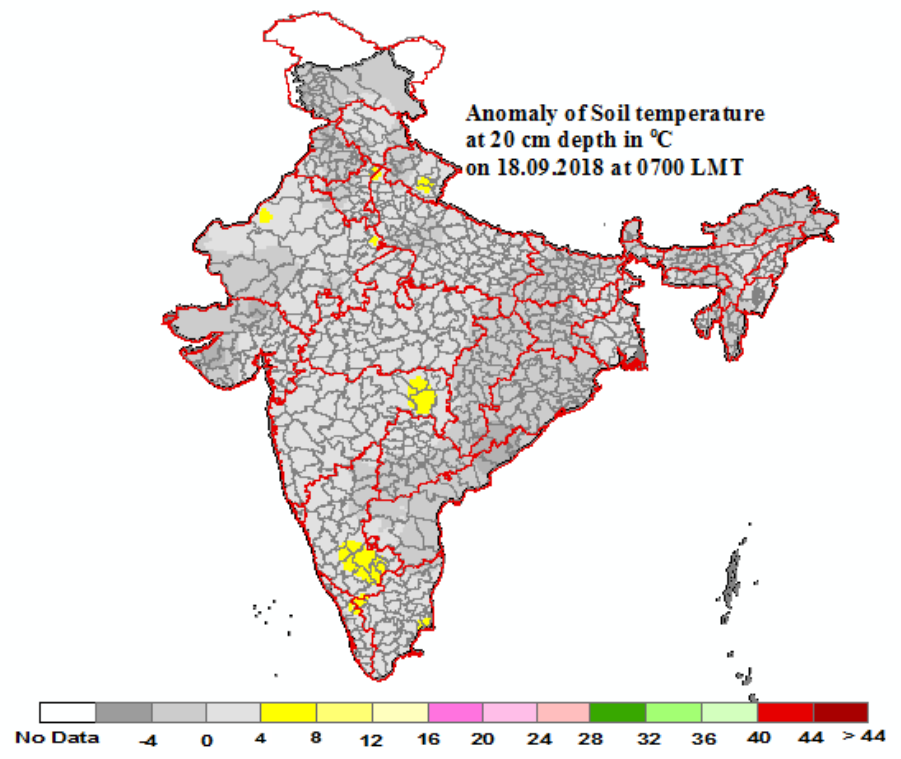 Anomaly of Soil temperature
at 20 cm depth in ⁰C
on 18.09.2018 at 0700 LMT
No Data -4 0 4 8 12 16 20 24 28 32 36 40 44 > 44